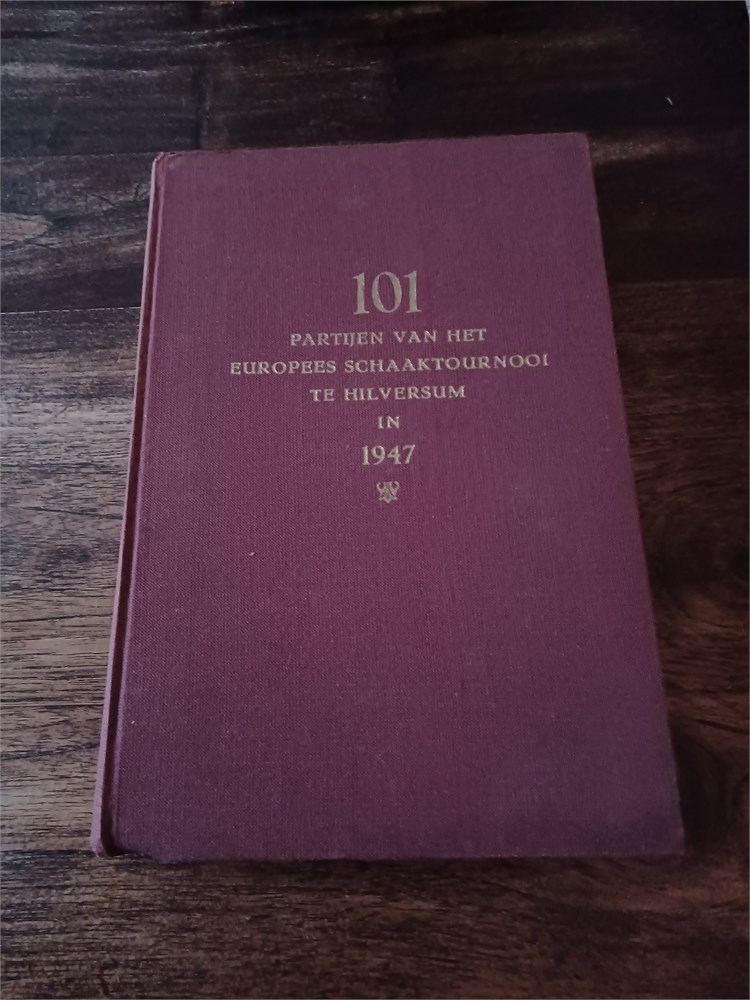 101
PARTIJEN VAN HET
EUROPEES SCHAAKTOURNOOI
TE HILVERSUM
IN
1947